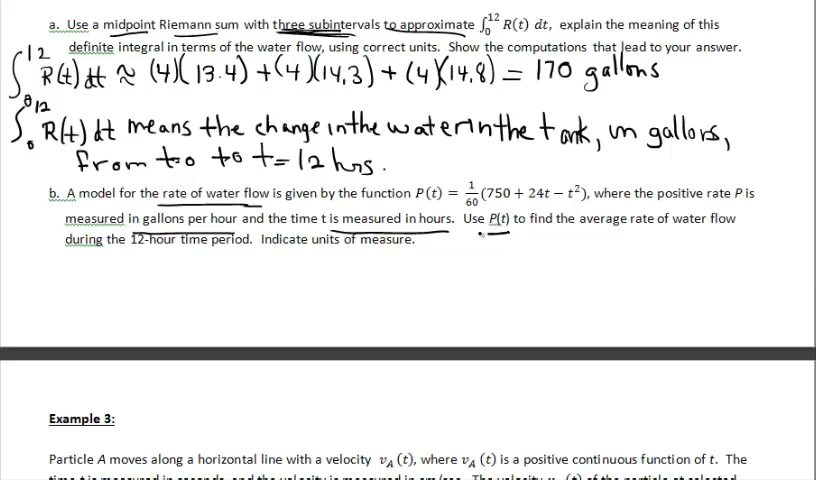 a. Use a midpoint Riemann sum with three subintervals to approximate ∫₀¹² R(t) dt, explain the meaning of this
definite integral in terms of the water flow, using correct units. Show the computations that lead to your answer.
∫₀¹² R(t) dt ≈ (4)(13.4) + (4)(14.3) + (4)(14.8) = 170 gallons
∫₀¹² R(t) dt means the change in the water in the tank, in gallons,
from t=0 to t=12 hrs.
b. A model for the rate of water flow is given by the function P(t) = 1/60 (750 + 24t − t²), where the positive rate P is
measured in gallons per hour and the time t is measured in hours. Use P(t) to find the average rate of water flow
during the 12-hour time period. Indicate units of measure.
Example 3:
Particle A moves along a horizontal line with a velocity v_A (t), where v_A (t) is a positive continuous function of t. The